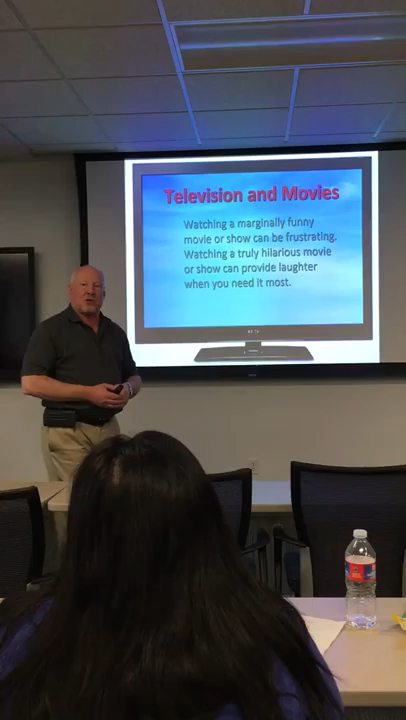 Television and Movies
Watching a marginally funny
movie or show can be frustrating.
Watching a truly hilarious movie
or show can provide laughter
when you need it most.